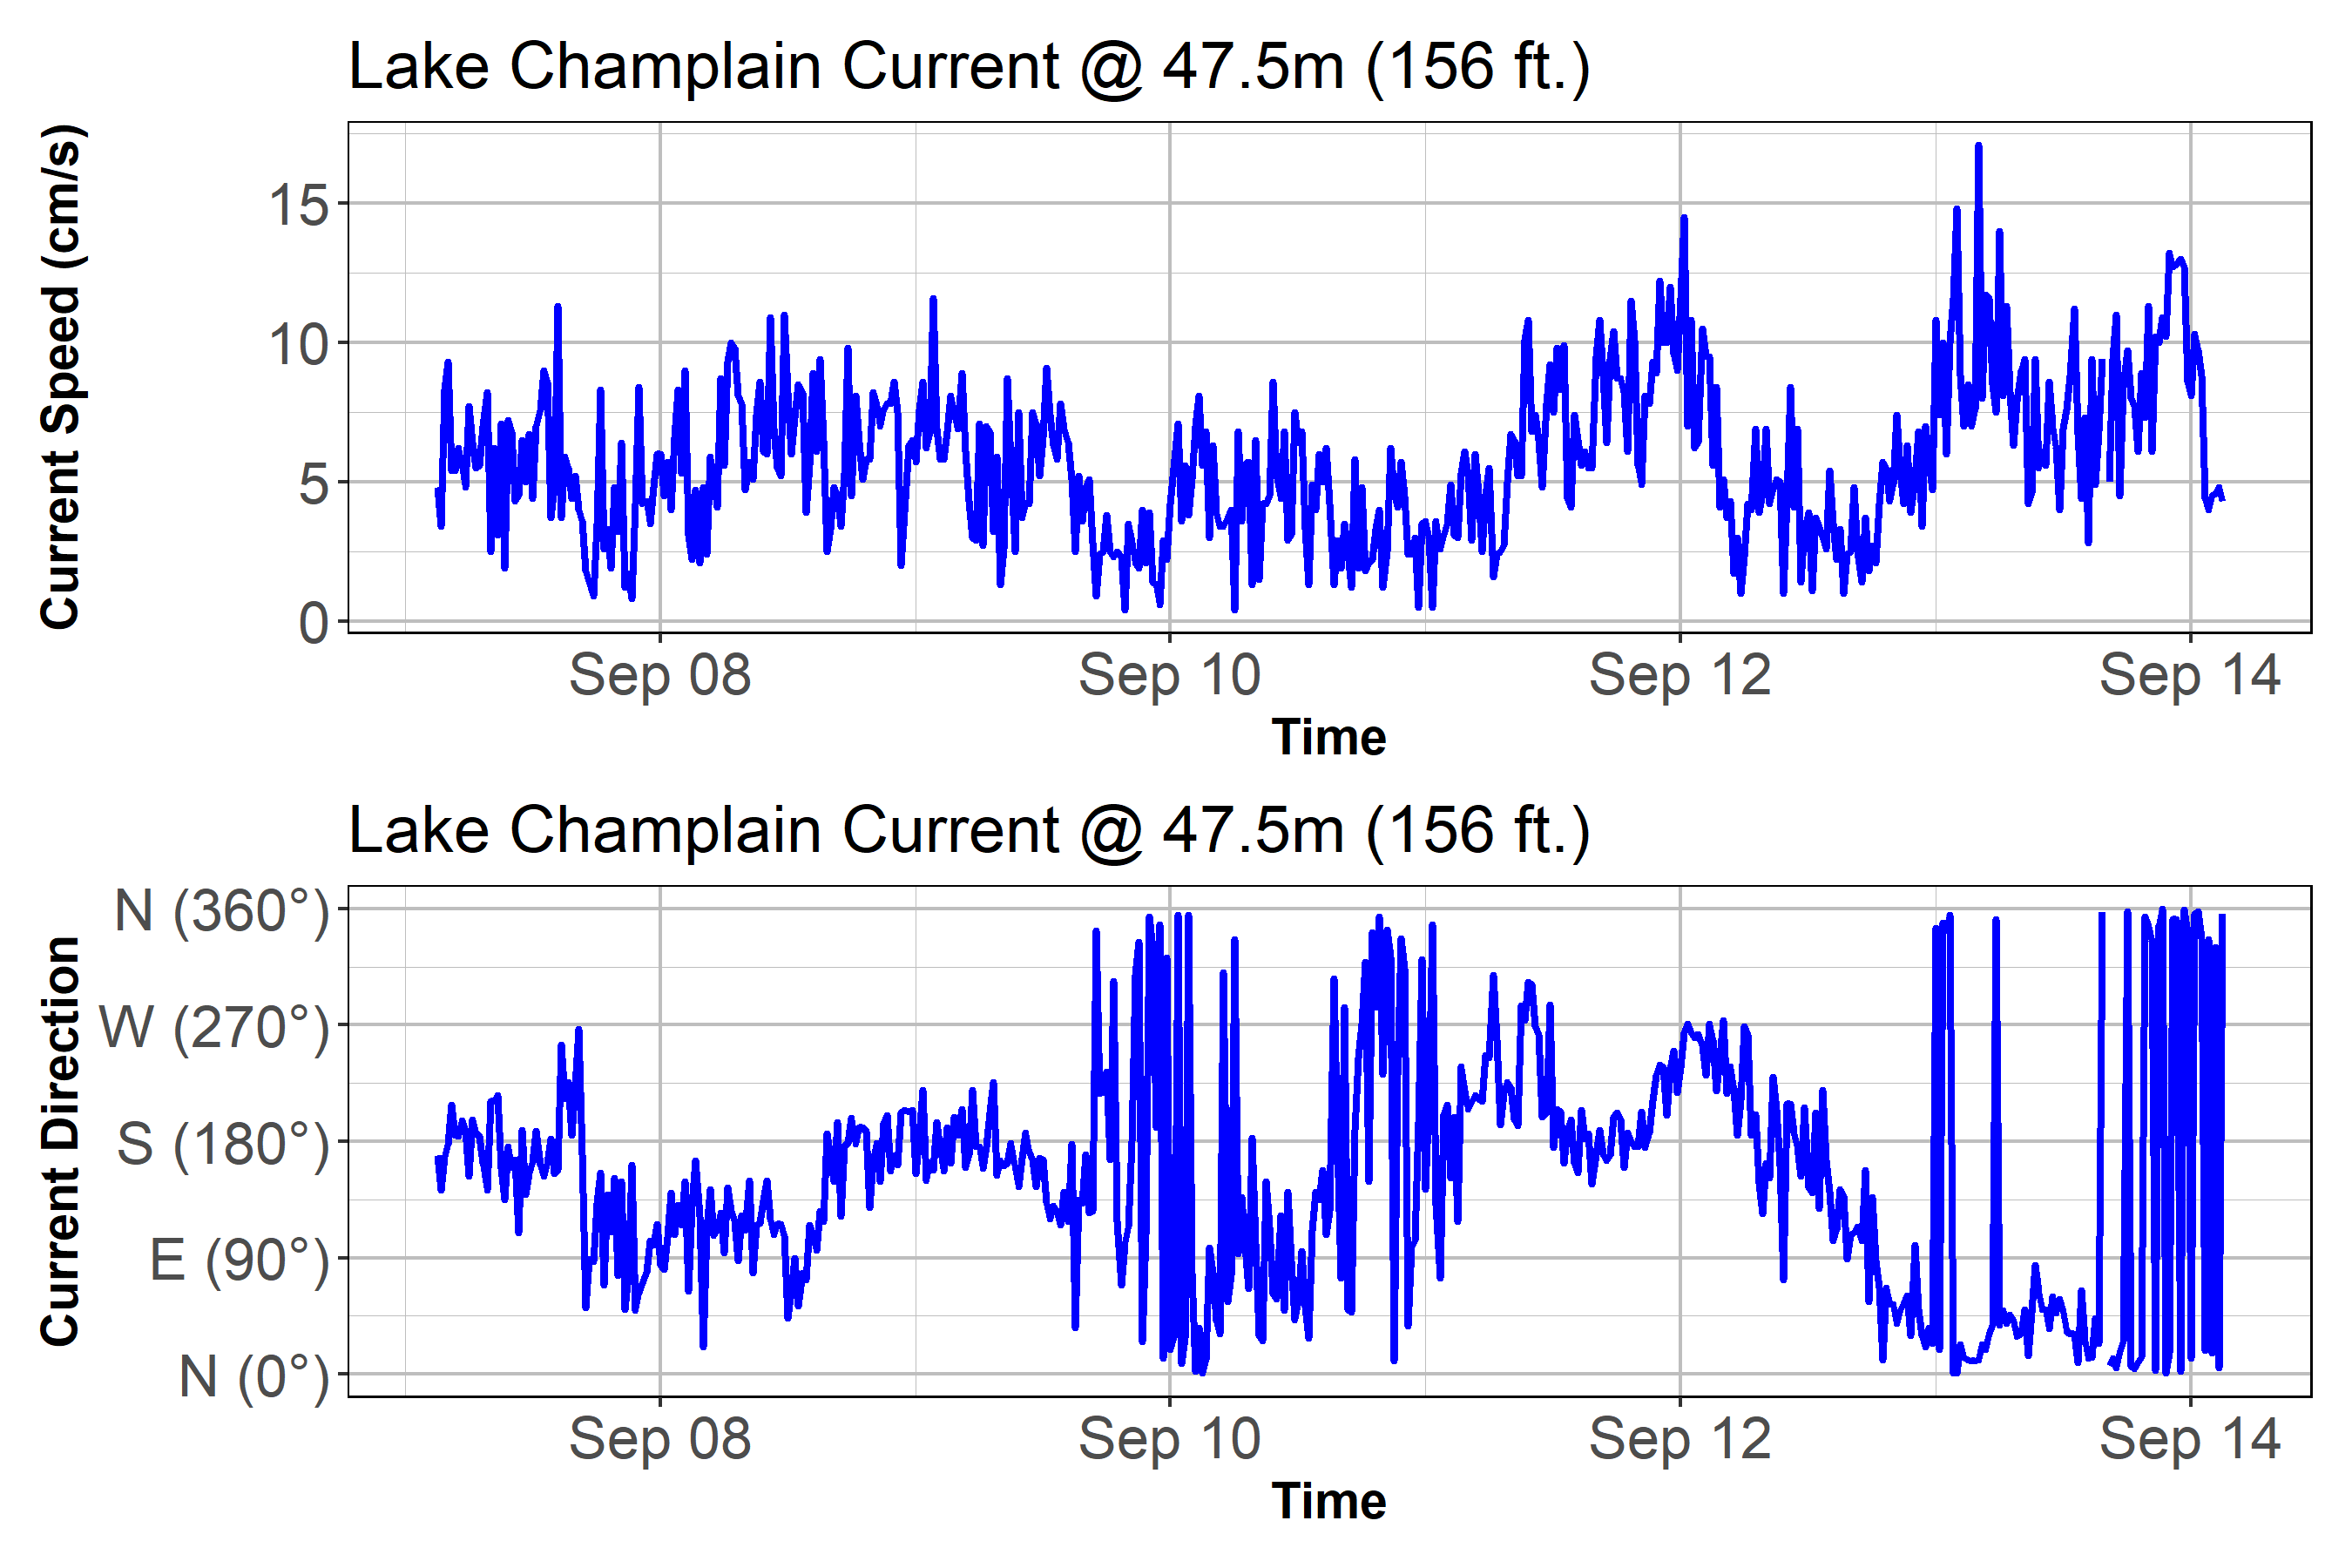 Lake Champlain Current @ 47.5m (156 ft.)
Current Speed (cm/s)
15
10
5
0
Sep 08 Sep 10 Sep 12 Sep 14
Time
Lake Champlain Current @ 47.5m (156 ft.)
Current Direction
N (360°)
W (270°)
S (180°)
E (90°)
N (0°)
Sep 08 Sep 10 Sep 12 Sep 14
Time